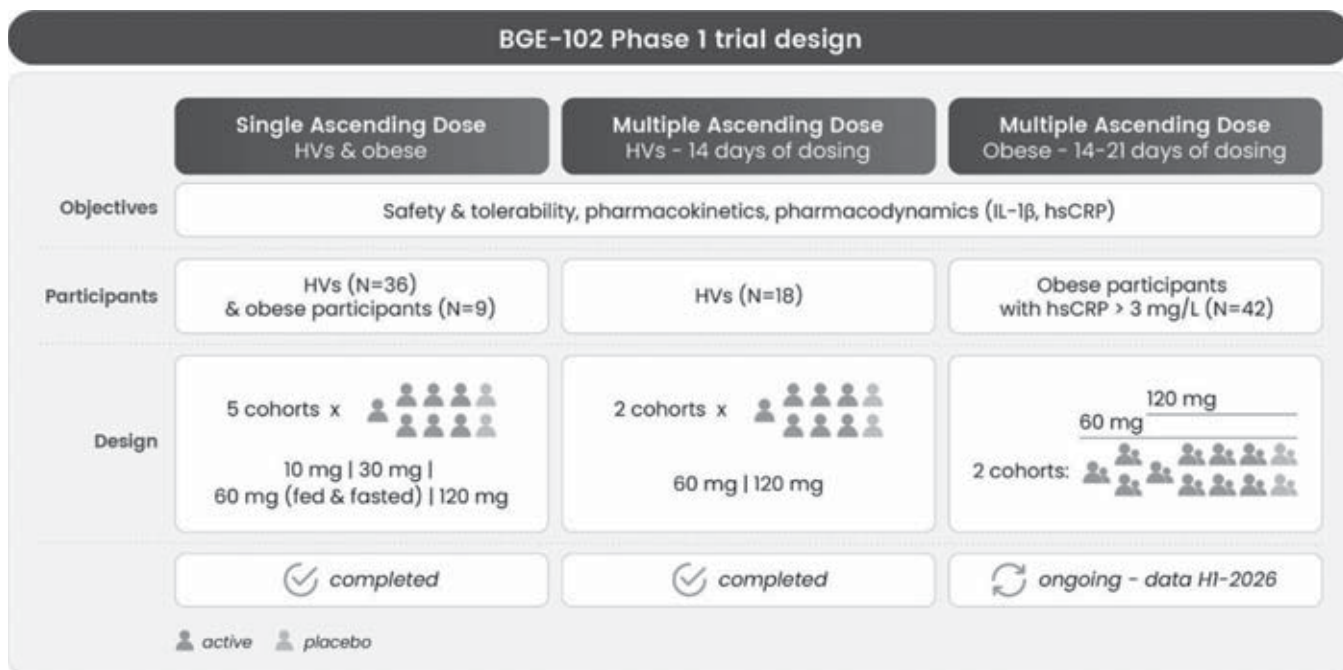 BGE-102 Phase 1 trial design
Single Ascending Dose
HVs & obese
Multiple Ascending Dose
HVs - 14 days of dosing
Multiple Ascending Dose
Obese - 14-21 days of dosing
Objectives
Safety & tolerability, pharmacokinetics, pharmacodynamics (IL-1β, hsCRP)
Participants
HVs (N=36)
& obese participants (N=9)
HVs (N=18)
Obese participants
with hsCRP > 3 mg/L (N=42)
Design
5 cohorts x
10 mg | 30 mg |
60 mg (fed & fasted) | 120 mg
2 cohorts x
60 mg | 120 mg
120 mg
60 mg
2 cohorts:
completed
completed
ongoing - data H1-2026
active
placebo